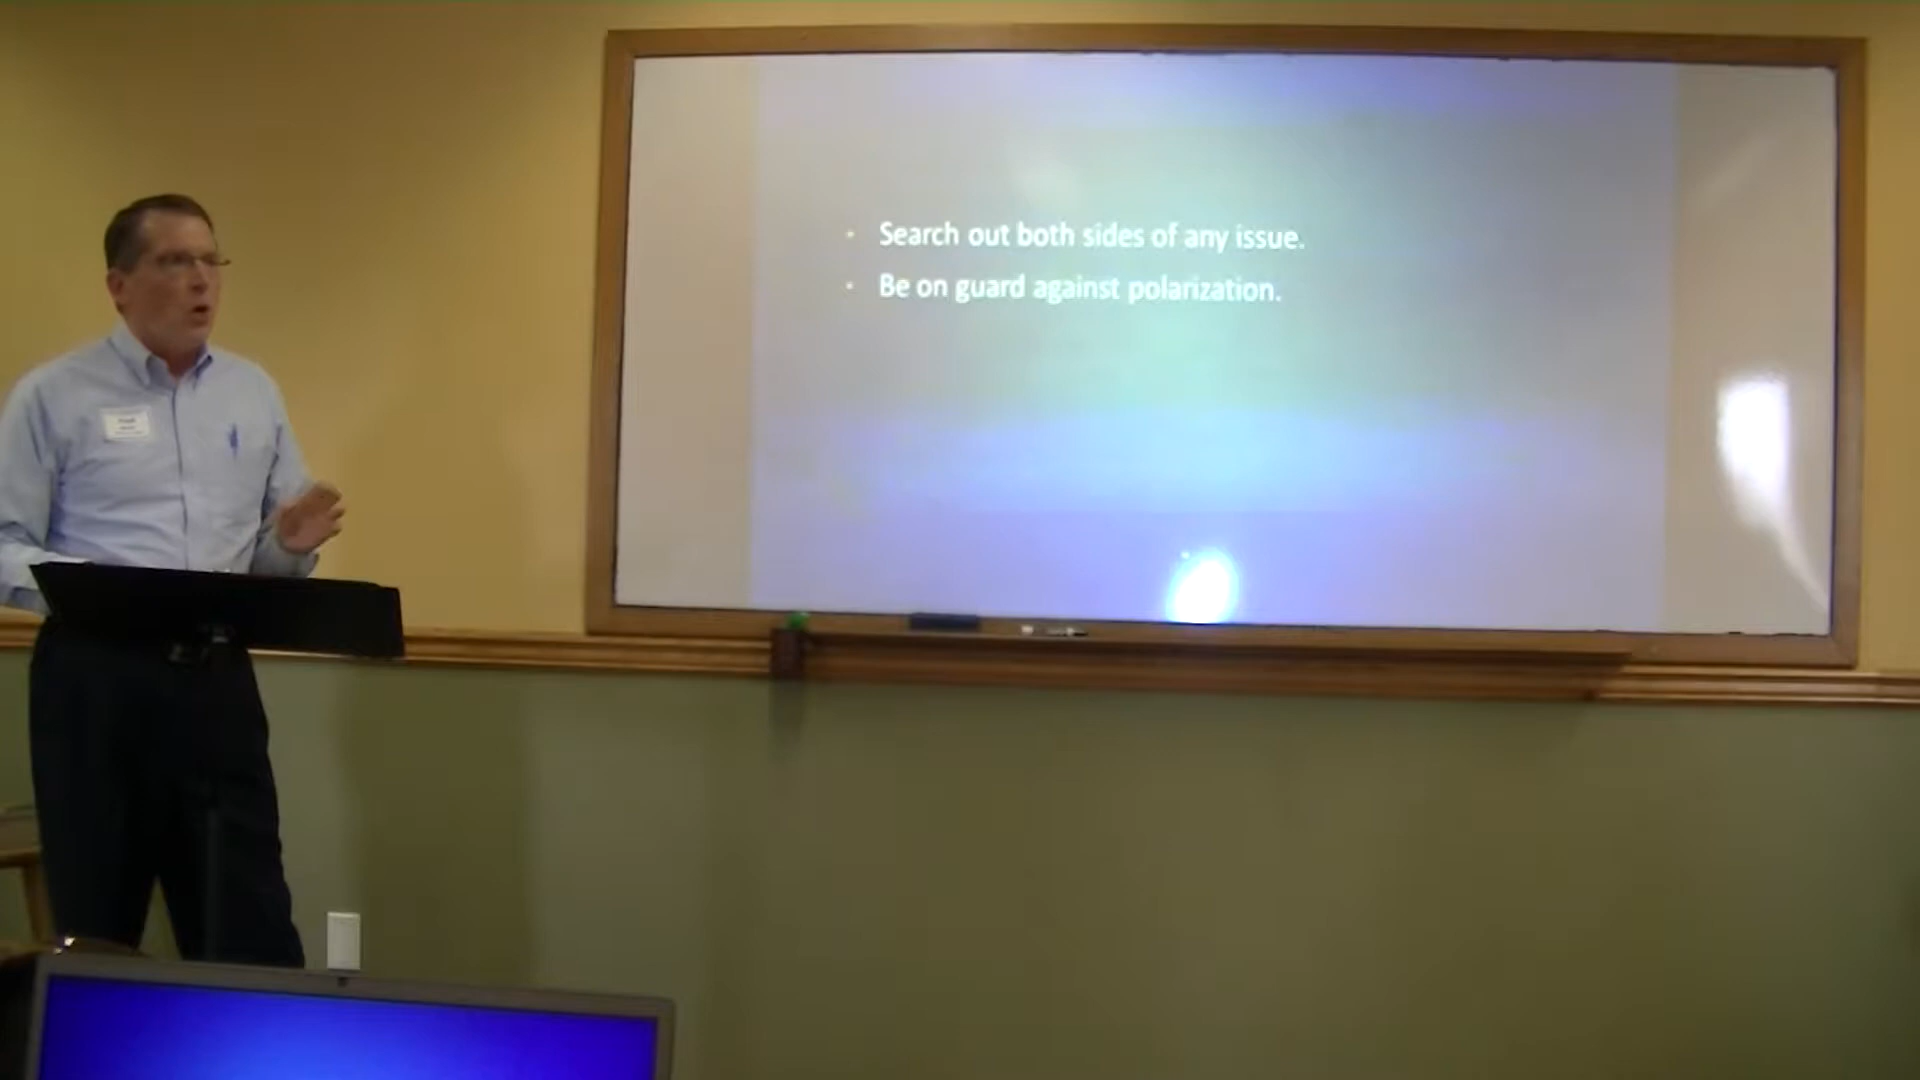 Search out both sides of any issue.
Be on guard against polarization.